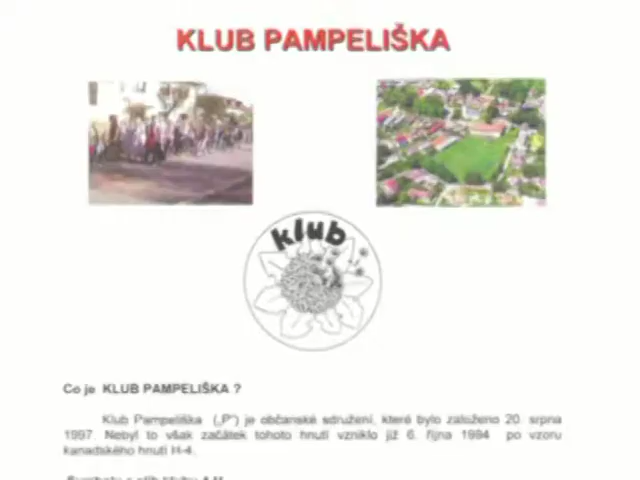 KLUB PAMPELIŠKA
klub
Co je KLUB PAMPELIŠKA ?
Klub Pampeliška („P“) je občanské sdružení, které bylo založeno 20. srpna
1997. Nebyl to však začátek tohoto hnutí vzniklo již 6. října 1994 po vzoru
kanadského hnutí H-4.